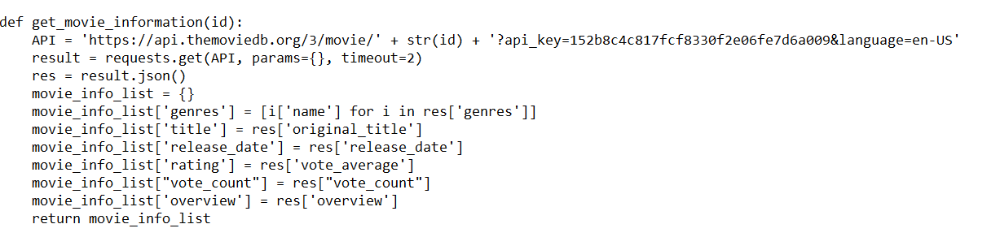 def get_movie_information(id):
    API = 'https://api.themoviedb.org/3/movie/' + str(id) + '?api_key=152b8c4c817fcf8330f2e06fe7d6a009&language=en-US'
    result = requests.get(API, params={}, timeout=2)
    res = result.json()
    movie_info_list = {}
    movie_info_list['genres'] = [i['name'] for i in res['genres']]
    movie_info_list['title'] = res['original_title']
    movie_info_list['release_date'] = res['release_date']
    movie_info_list['rating'] = res['vote_average']
    movie_info_list["vote_count"] = res["vote_count"]
    movie_info_list['overview'] = res['overview']
    return movie_info_list